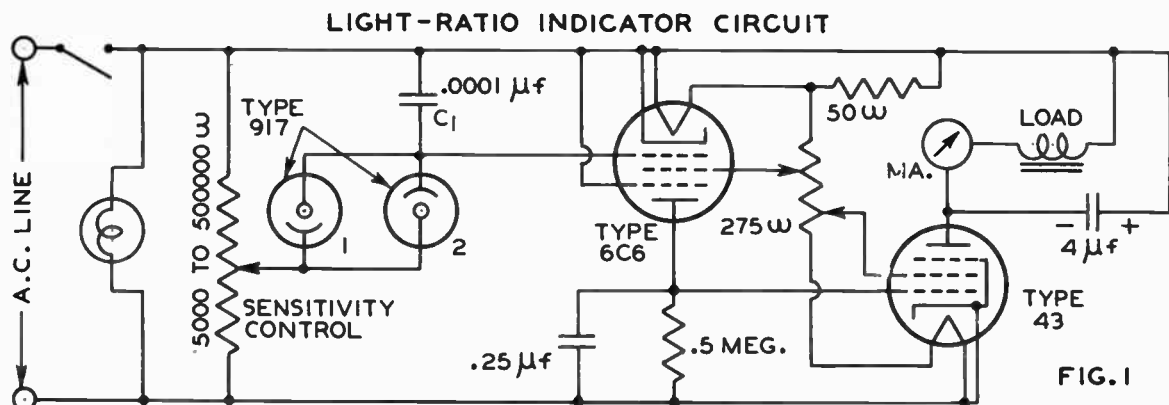 LIGHT-RATIO INDICATOR CIRCUIT
A.C. LINE
5000 TO 500000 ω
SENSITIVITY
CONTROL
TYPE
917
.0001 μf
C1
1
2
TYPE
6C6
50 ω
275 ω
MA.
LOAD
- 4 μf +
TYPE
43
.25 μf
.5 MEG.
FIG. 1